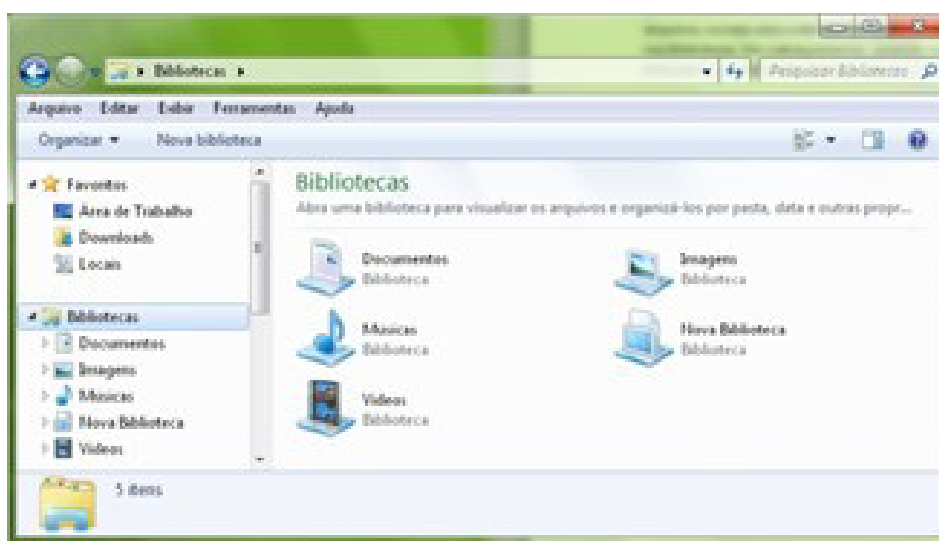 Bibliotecas
Pesquisar Bibliotecas
Arquivo Editar Exibir Ferramentas Ajuda
Organizar Nova biblioteca
Favoritos
Área de Trabalho
Downloads
Locais
Bibliotecas
Documentos
Imagens
Músicas
Nova Biblioteca
Vídeos
Bibliotecas
Abra uma biblioteca para visualizar os arquivos e organizá-los por pasta, data e outras propr...
Documentos
Biblioteca
Imagens
Biblioteca
Músicas
Biblioteca
Nova Biblioteca
Biblioteca
Vídeos
Biblioteca
5 itens